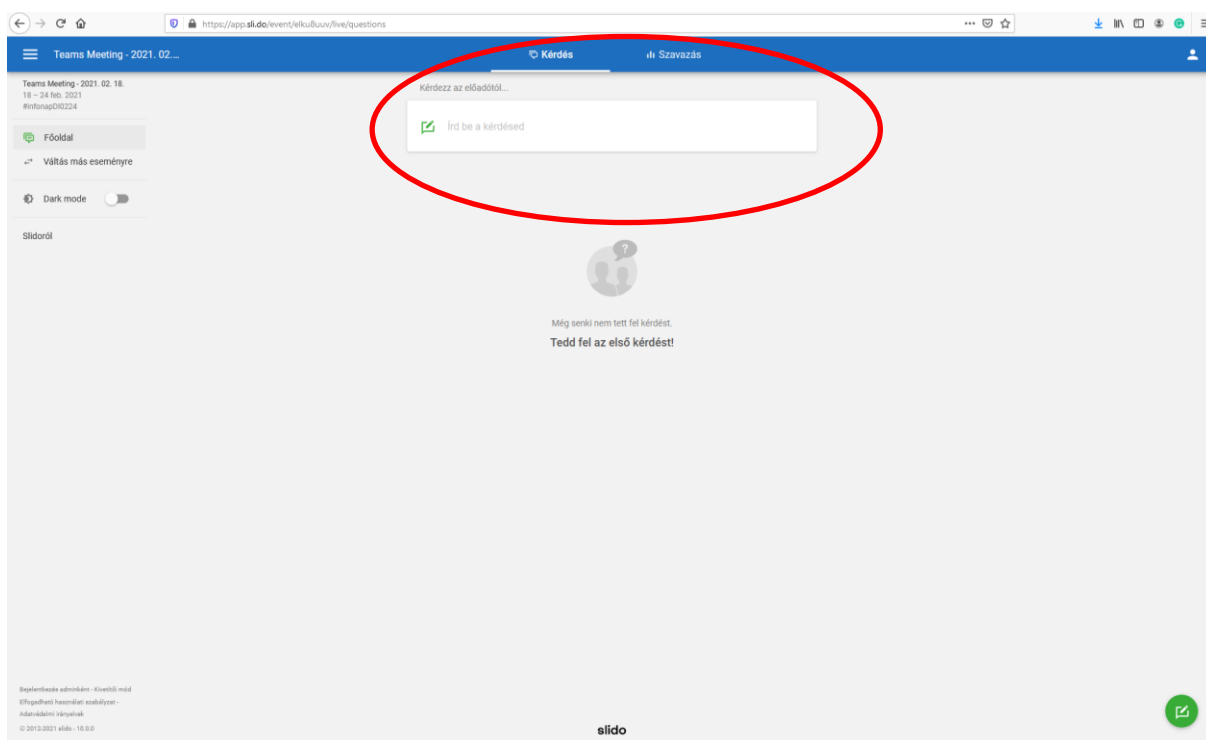 https://app.sli.do/event/elku8uuv/live/questions
Teams Meeting - 2021. 02....
Kérdés
Szavazás
Teams Meeting - 2021. 02. 18.
18 – 24 feb. 2021
#infonapDI0224
Főoldal
Váltás más eseményre
Dark mode
Slidoról
Kérdezz az előadótól...
Írd be a kérdésed
?
Még senki nem tett fel kérdést.
Tedd fel az első kérdést!
Bejelentkezés adminként - Kivetítői mód
Elfogadható használati szabályzat -
Adatvédelmi irányelvek
© 2012-2021 slido - 10.0.0
slido